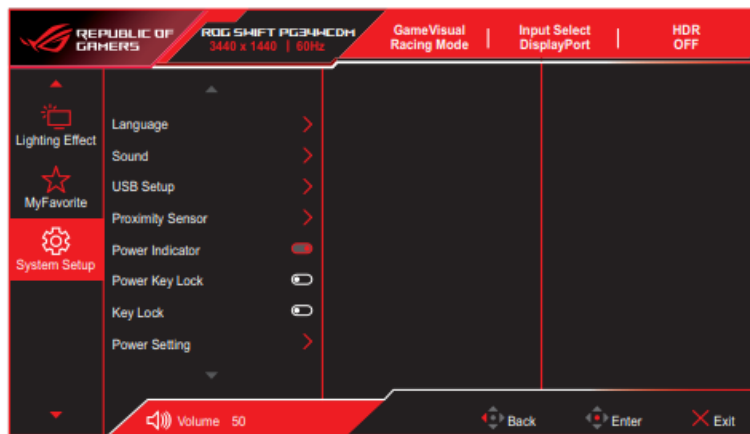 REPUBLIC OF
GAMERS
ROG SWIFT PG34WCDM
3440 x 1440 | 60Hz
GameVisual
Racing Mode
Input Select
DisplayPort
HDR
OFF
Lighting Effect
MyFavorite
System Setup
Language
Sound
USB Setup
Proximity Sensor
Power Indicator
Power Key Lock
Key Lock
Power Setting
Volume 50
Back
Enter
Exit